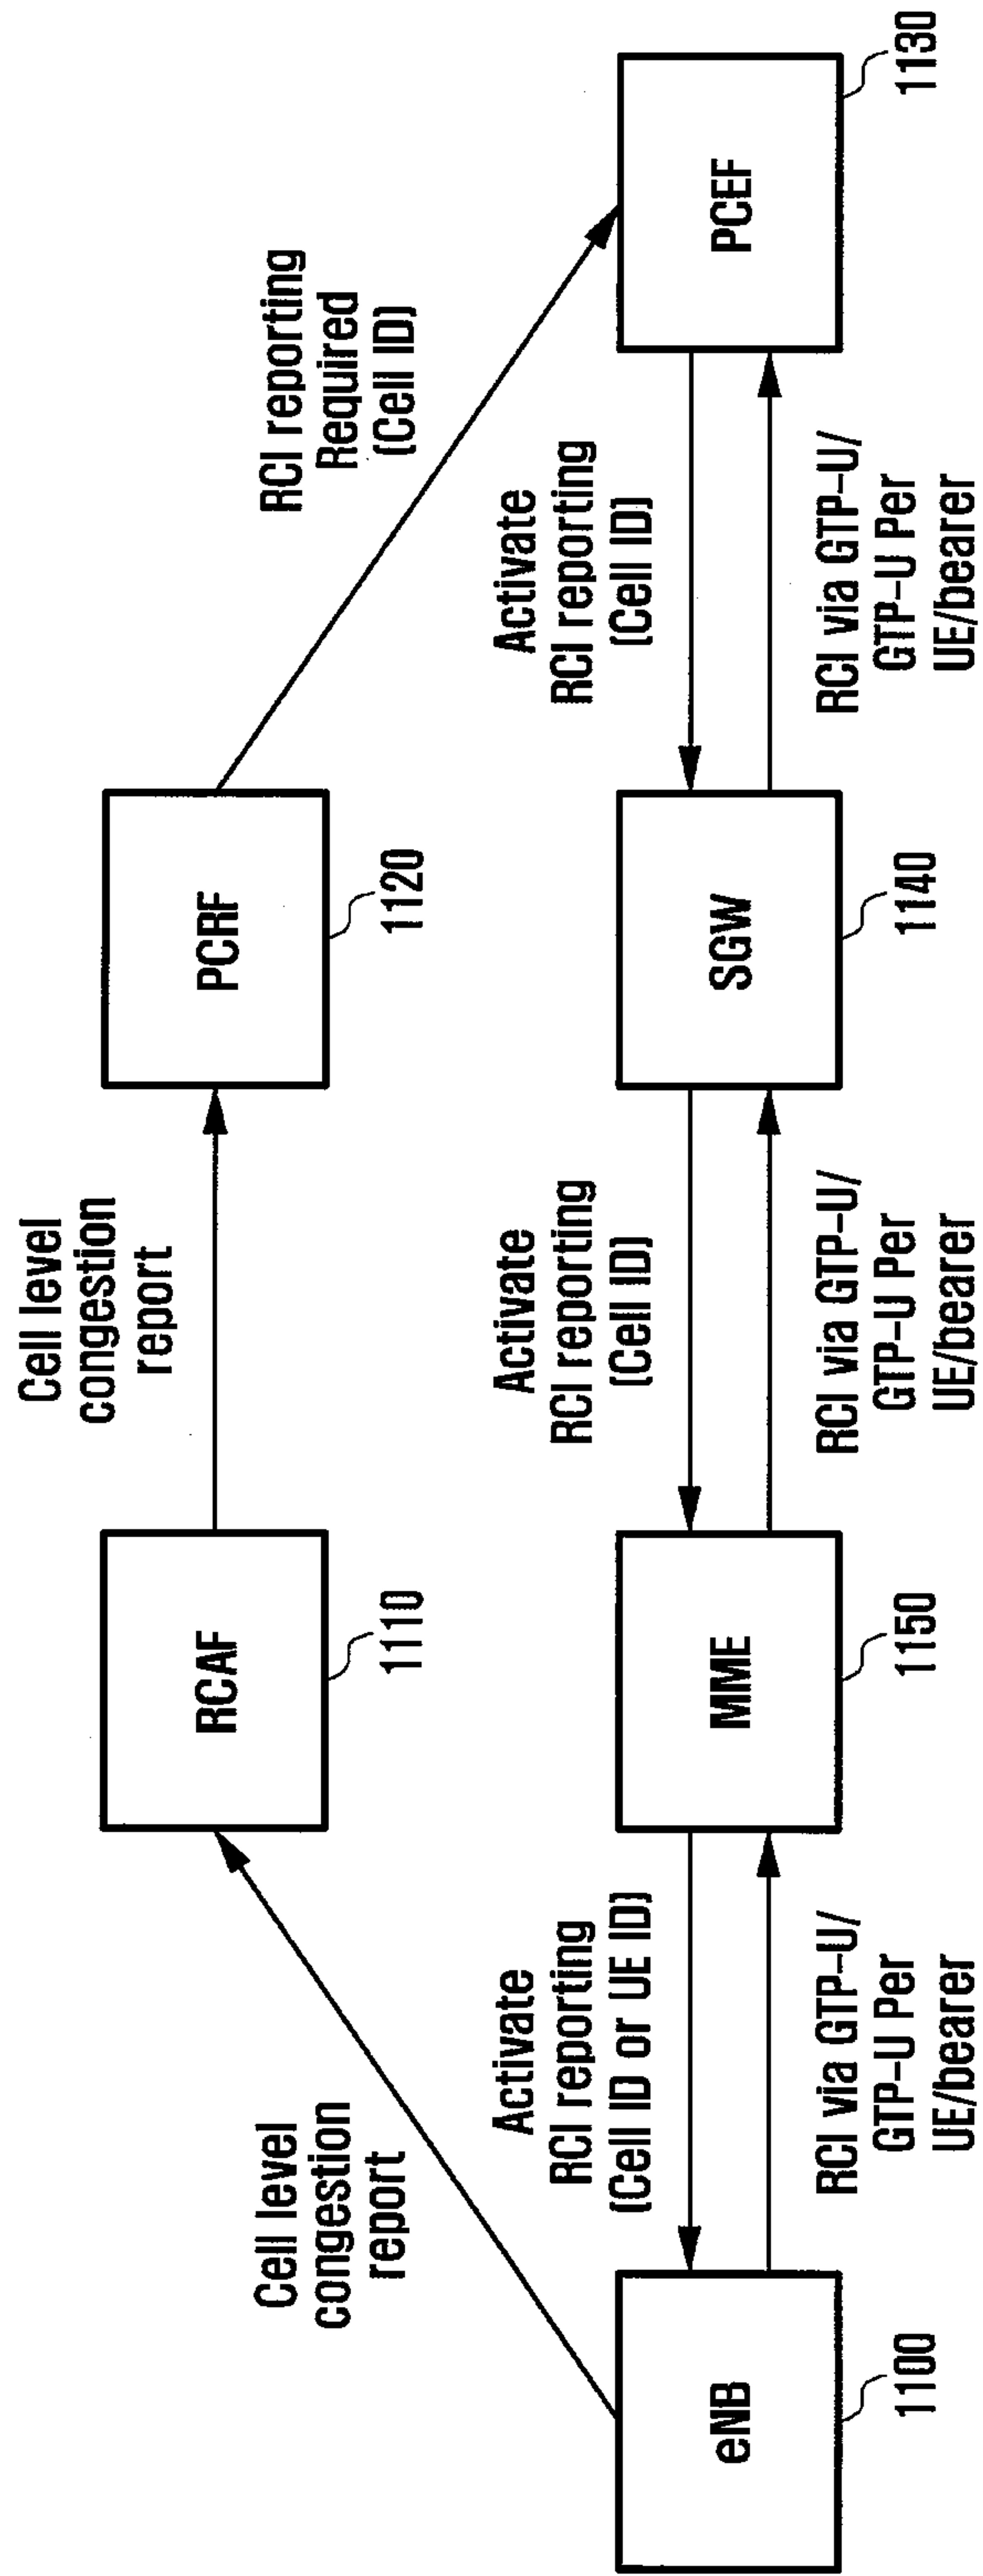 Cell level
congestion
report
RCAF
1110
PCRF
1120
Cell level
congestion
report
RCI reporting
Required
(Cell ID)
Activate
RCI reporting
(Cell ID or UE ID)
Activate
RCI reporting
(Cell ID)
Activate
RCI reporting
(Cell ID)
eNB
1100
MME
1150
SGW
1140
PCEF
1130
RCI via GTP-U/
GTP-U Per
UE/bearer
RCI via GTP-U/
GTP-U Per
UE/bearer
RCI via GTP-U/
GTP-U Per
UE/bearer